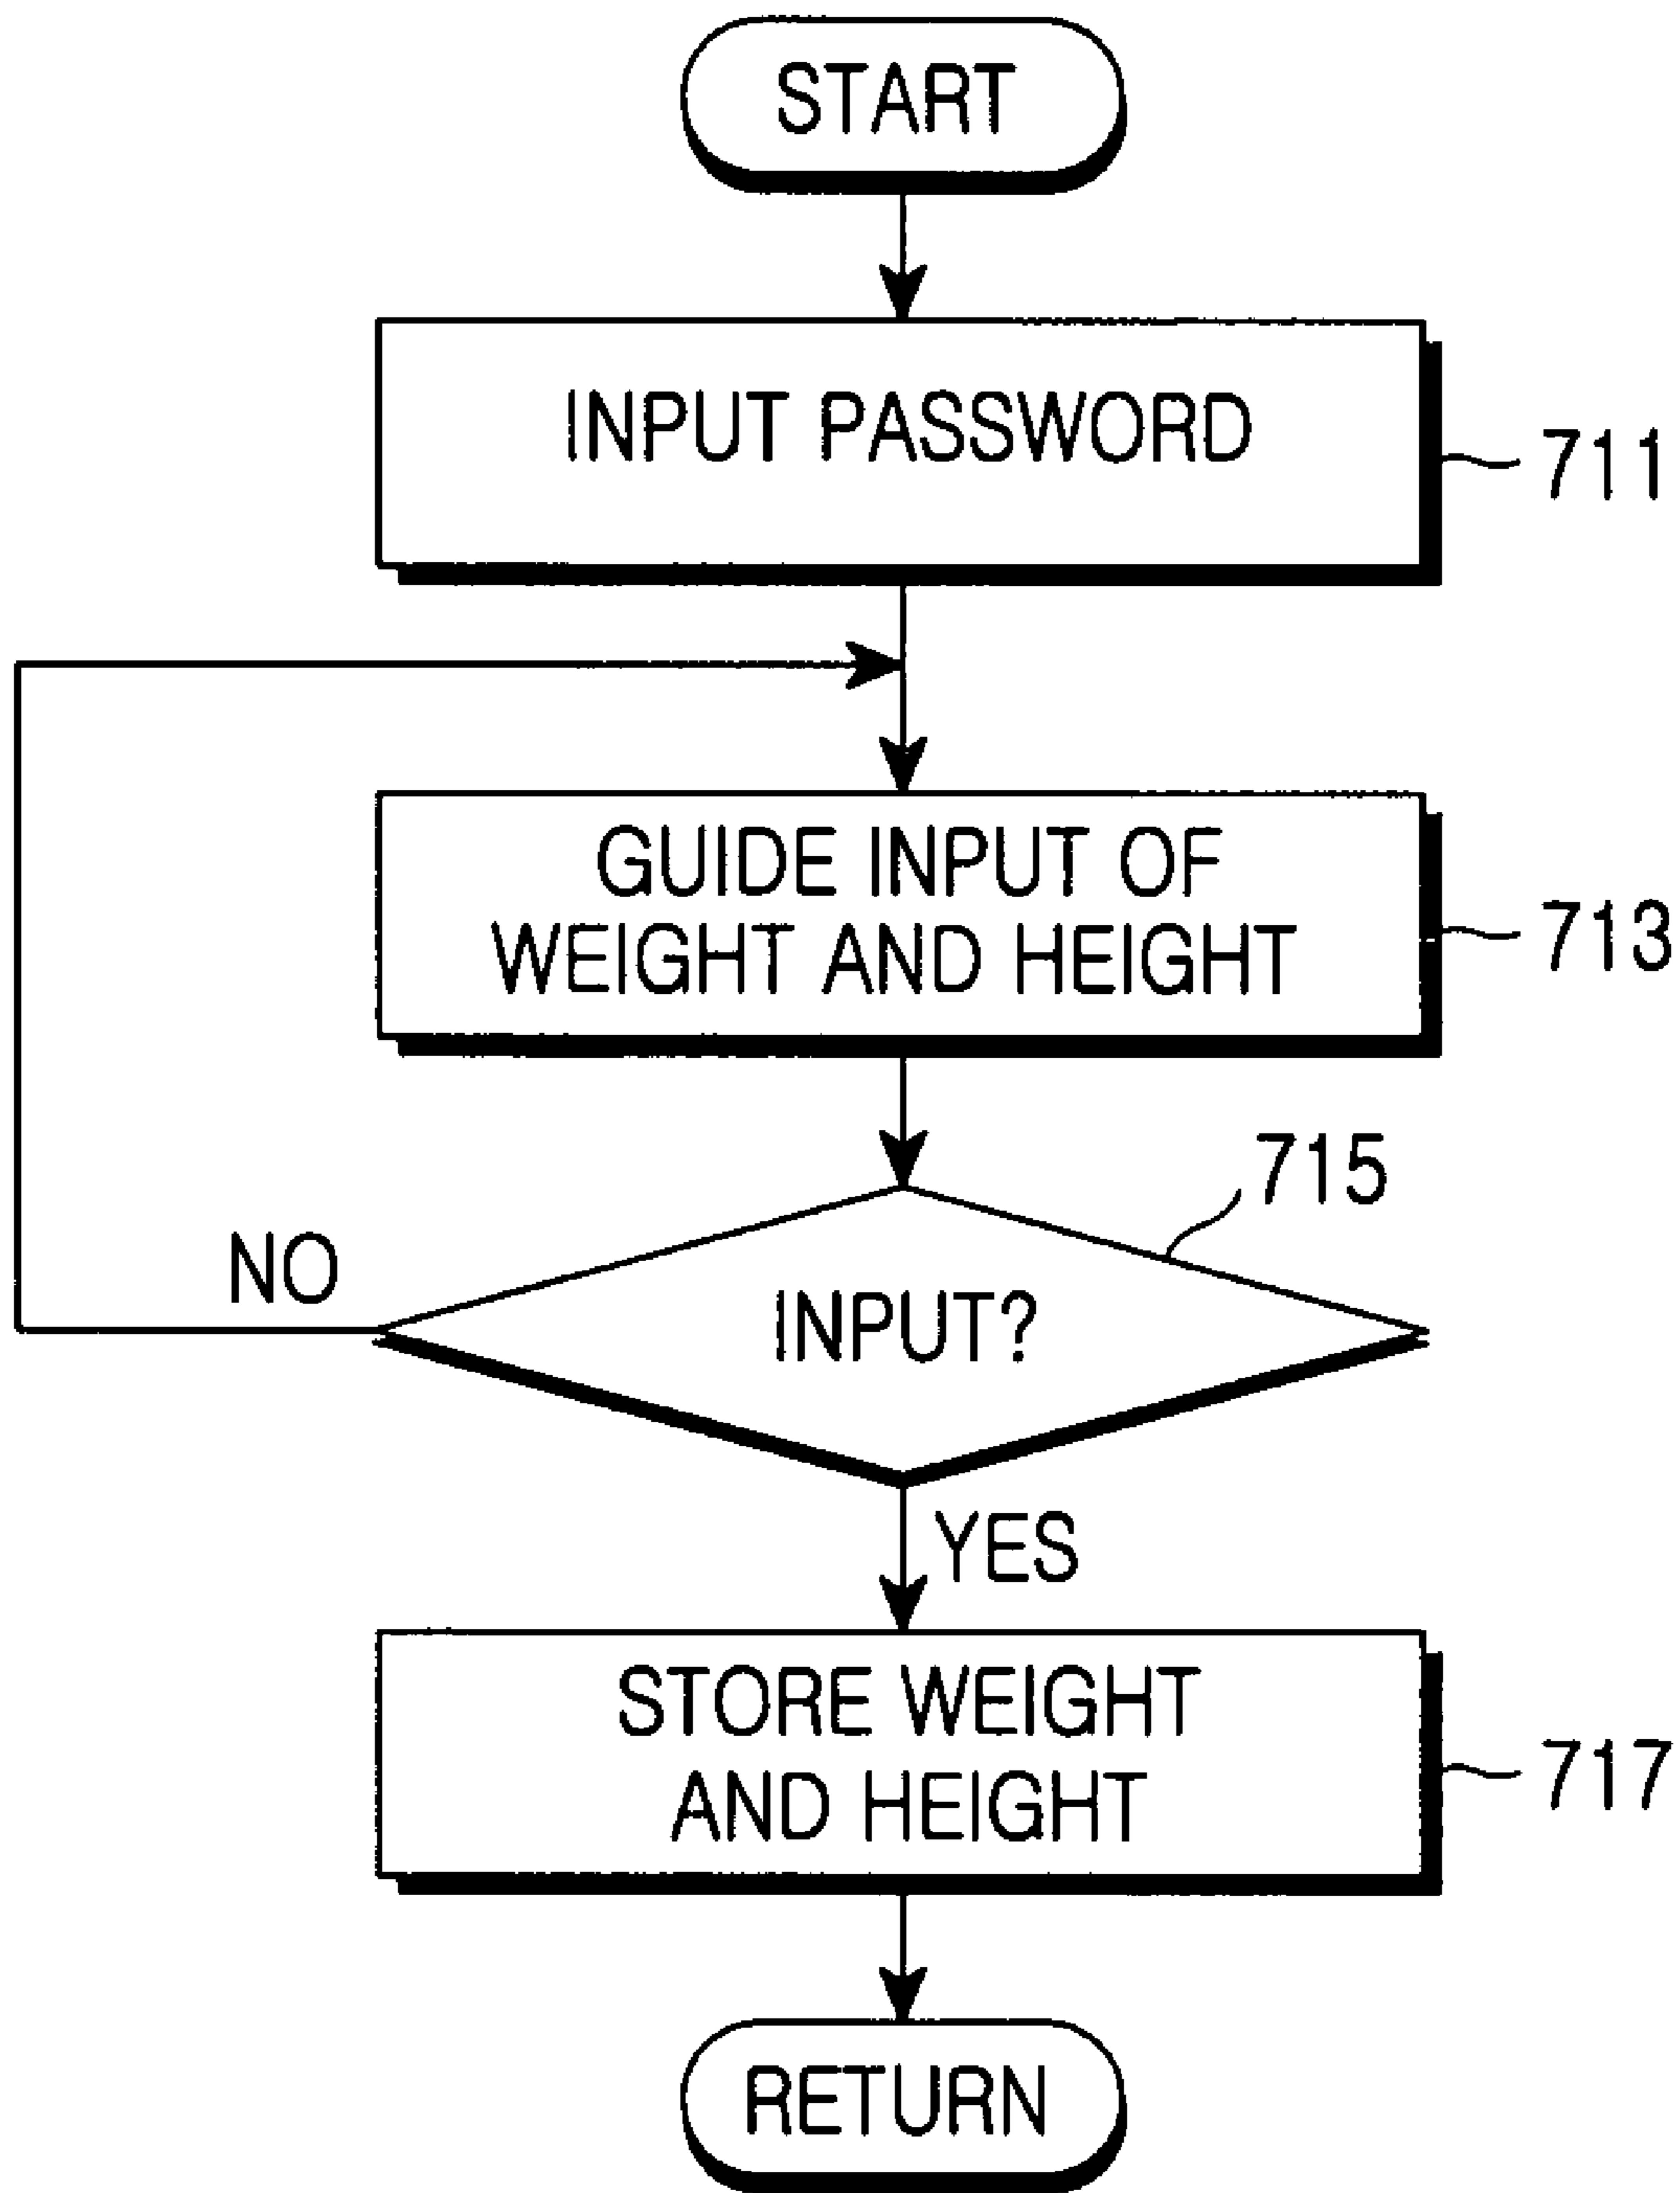 START
INPUT PASSWORD
711
GUIDE INPUT OF
WEIGHT AND HEIGHT
713
715
NO
INPUT?
YES
STORE WEIGHT
AND HEIGHT
717
RETURN